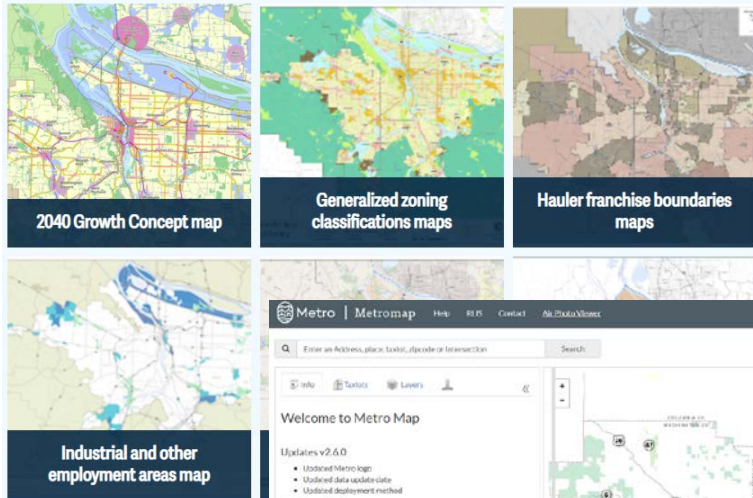 2040 Growth Concept map
Generalized zoning
classifications maps
Hauler franchise boundaries
maps
Industrial and other
employment areas map
Metro | Metromap Help RLIS Contact Air Photo Viewer
Enter an Address, place, taxlot, zipcode or Intersection Search
Info Taxlots Layers
Welcome to Metro Map
Updates v2.6.0
Updated Metro logo
Updated data update date
Updated deployment method
+
-